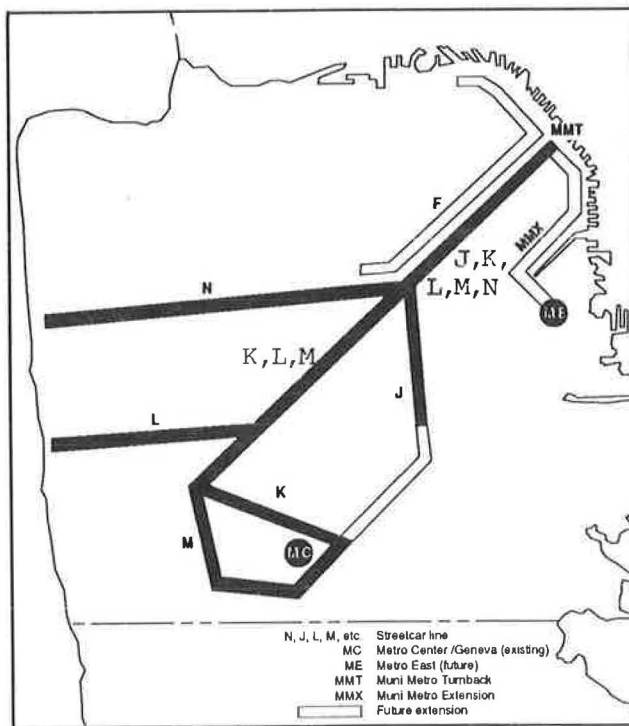 MMT
F
MMX
J,K,
L,M,N
N
ME
K,L,M
J
L
K
M
MC
N, J, L, M, etc. Streetcar line
MC Metro Center /Geneva (existing)
ME Metro East (future)
MMT Muni Metro Turnback
MMX Muni Metro Extension
Future extension